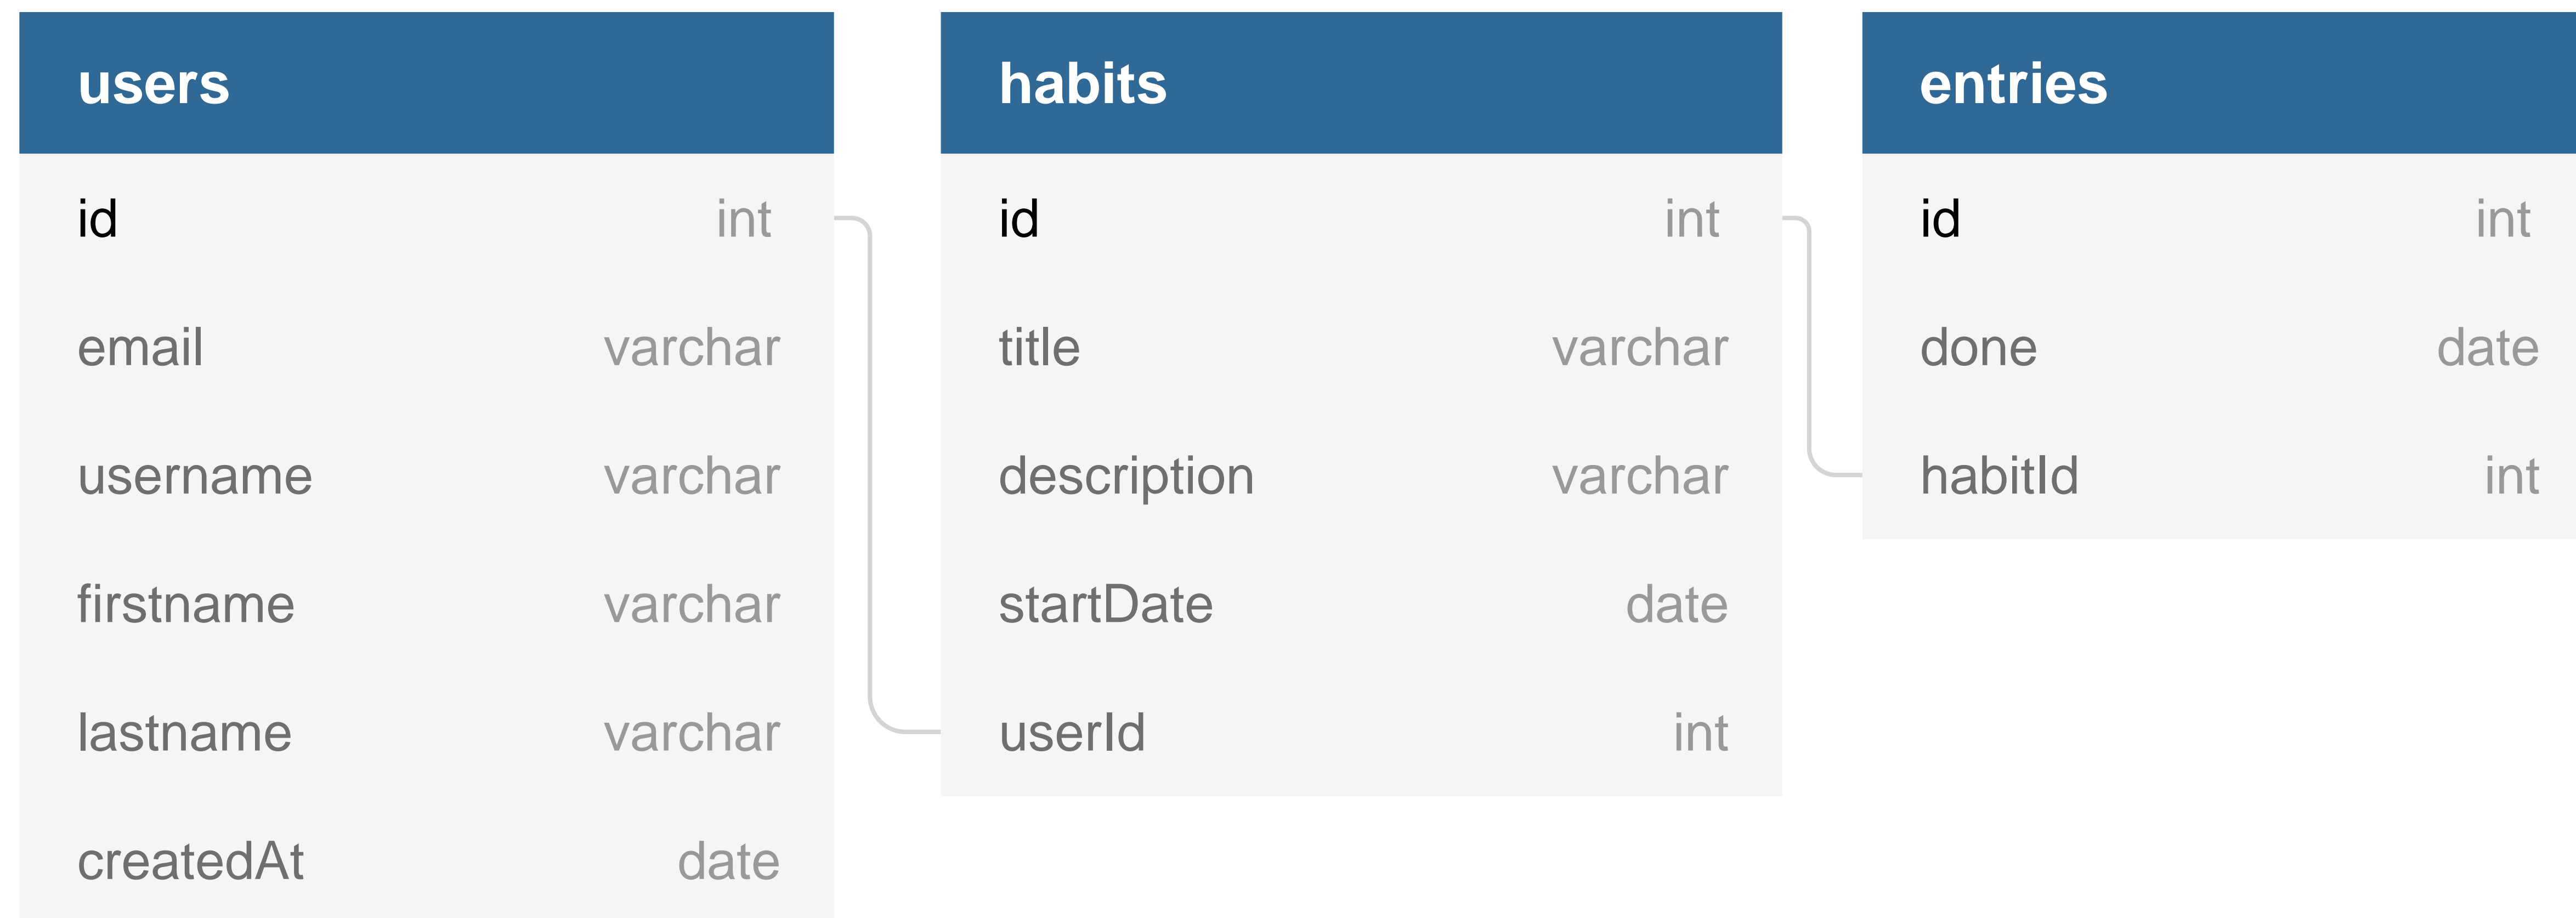 users
id int
email varchar
username varchar
firstname varchar
lastname varchar
createdAt date
habits
id int
title varchar
description varchar
startDate date
userId int
entries
id int
done date
habitId int